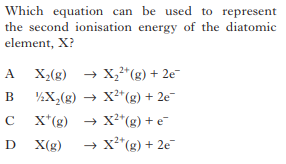 Which equation can be used to represent
the second ionisation energy of the diatomic
element, X?
A X₂(g) → X₂²⁺(g) + 2e⁻
B ½X₂(g) → X²⁺(g) + 2e⁻
C X⁺(g) → X²⁺(g) + e⁻
D X(g) → X²⁺(g) + 2e⁻